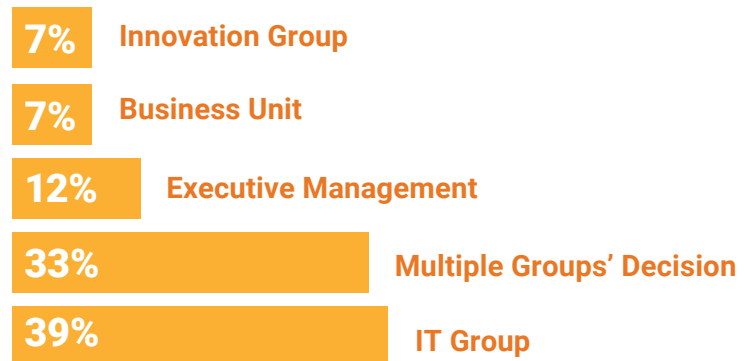 7% Innovation Group
7% Business Unit
12% Executive Management
33% Multiple Groups’ Decision
39% IT Group